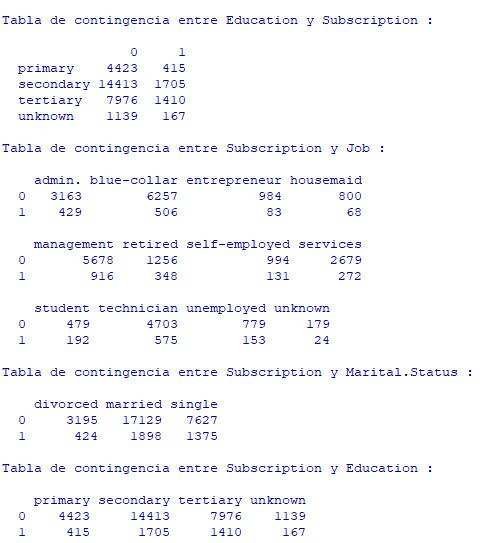 Tabla de contingencia entre Education y Subscription :
0 1
primary 4423 415
secondary 14413 1705
tertiary 7976 1410
unknown 1139 167
Tabla de contingencia entre Subscription y Job :
admin. blue-collar entrepreneur housemaid
0 3163 6257 984 800
1 429 506 83 68
management retired self-employed services
0 5678 1256 994 2679
1 916 348 131 272
student technician unemployed unknown
0 479 4703 779 179
1 192 575 153 24
Tabla de contingencia entre Subscription y Marital.Status :
divorced married single
0 3195 17129 7627
1 424 1898 1375
Tabla de contingencia entre Subscription y Education :
primary secondary tertiary unknown
0 4423 14413 7976 1139
1 415 1705 1410 167